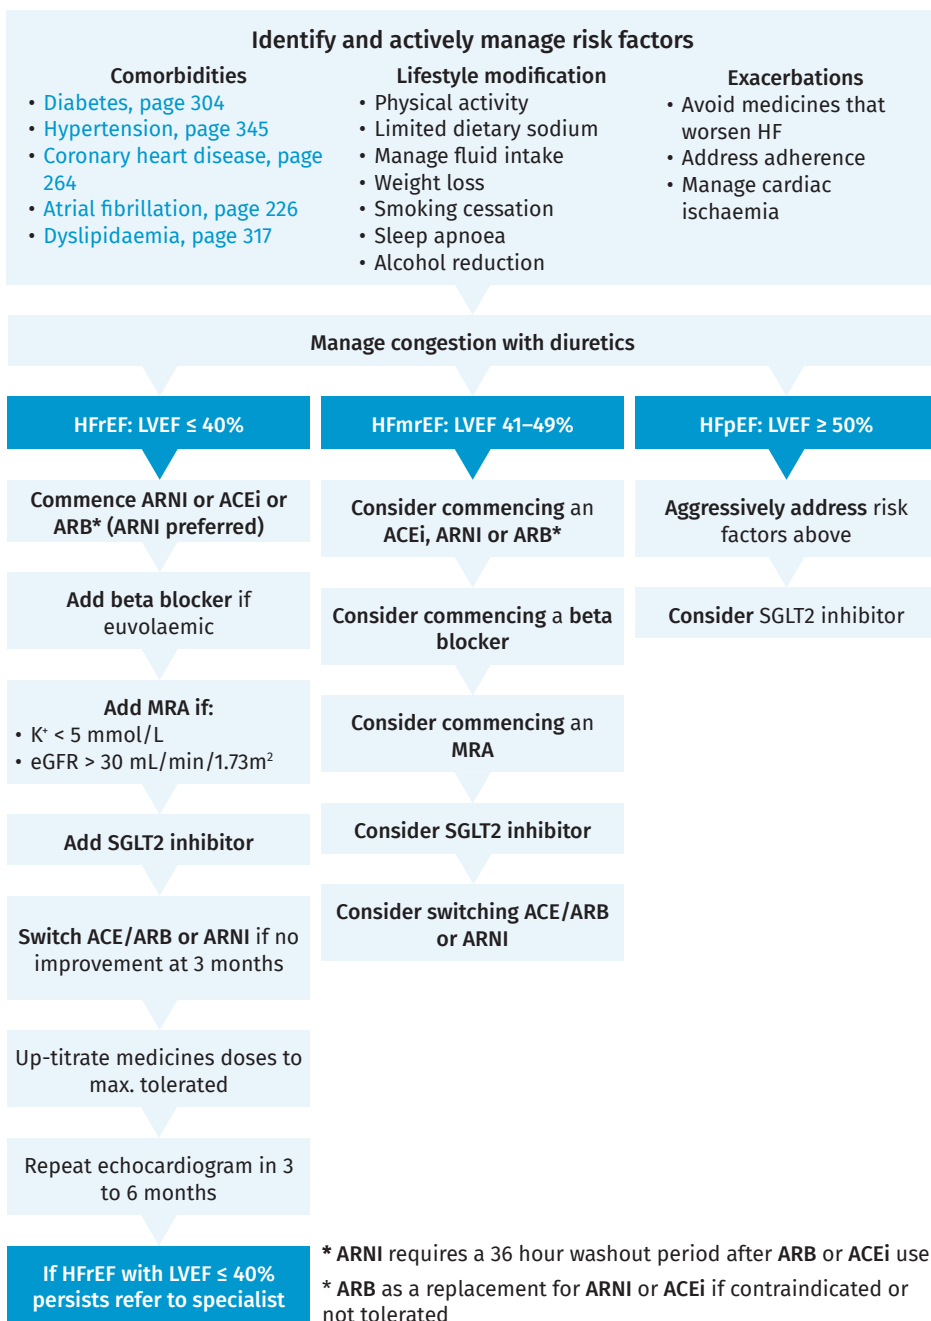 Identify and actively manage risk factors
Comorbidities
• Diabetes, page 304
• Hypertension, page 345
• Coronary heart disease, page
264
• Atrial fibrillation, page 226
• Dyslipidaemia, page 317
Lifestyle modification
• Physical activity
• Limited dietary sodium
• Manage fluid intake
• Weight loss
• Smoking cessation
• Sleep apnoea
• Alcohol reduction
Exacerbations
• Avoid medicines that
worsen HF
• Address adherence
• Manage cardiac
ischaemia
Manage congestion with diuretics
HFrEF: LVEF ≤ 40%
Commence ARNI or ACEi or
ARB* (ARNI preferred)
Add beta blocker if
euvolaemic
Add MRA if:
• K⁺ < 5 mmol/L
• eGFR > 30 mL/min/1.73m²
Add SGLT2 inhibitor
Switch ACE/ARB or ARNI if no
improvement at 3 months
Up-titrate medicines doses to
max. tolerated
Repeat echocardiogram in 3
to 6 months
If HFrEF with LVEF ≤ 40%
persists refer to specialist
HFmrEF: LVEF 41–49%
Consider commencing an
ACEi, ARNI or ARB*
Consider commencing a beta
blocker
Consider commencing an
MRA
Consider SGLT2 inhibitor
Consider switching ACE/ARB
or ARNI
HFpEF: LVEF ≥ 50%
Aggressively address risk
factors above
Consider SGLT2 inhibitor
* ARNI requires a 36 hour washout period after ARB or ACEi use
* ARB as a replacement for ARNI or ACEi if contraindicated or
not tolerated